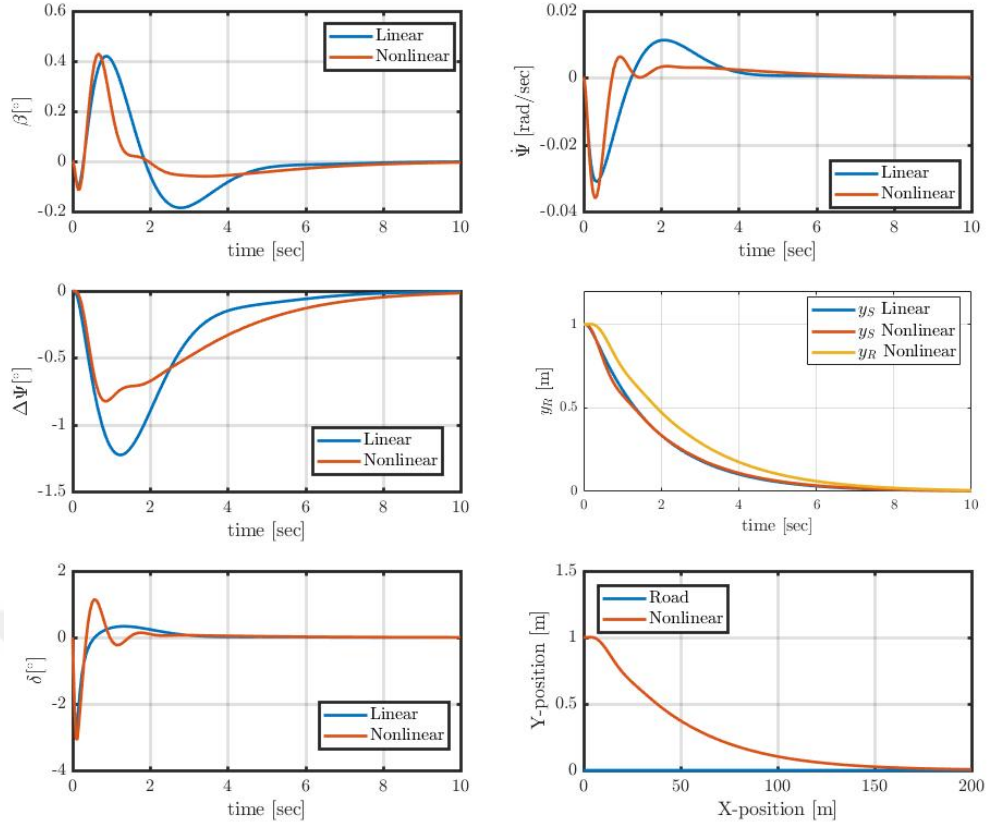 0.6
0.4
0.2
0
-0.2
β[°]
Linear
Nonlinear
0 2 4 6 8 10
time [sec]
0.02
0
-0.02
-0.04
Ψ̇ [rad/sec]
Linear
Nonlinear
0 2 4 6 8 10
time [sec]
0
-0.5
-1
-1.5
ΔΨ[°]
Linear
Nonlinear
0 2 4 6 8 10
time [sec]
1
0.5
0
y_R [m]
y_S Linear
y_S Nonlinear
y_R Nonlinear
0 2 4 6 8 10
time [sec]
2
0
-2
-4
δ[°]
Linear
Nonlinear
0 2 4 6 8 10
time [sec]
1.5
1
0.5
0
Y-position [m]
Road
Nonlinear
0 50 100 150 200
X-position [m]